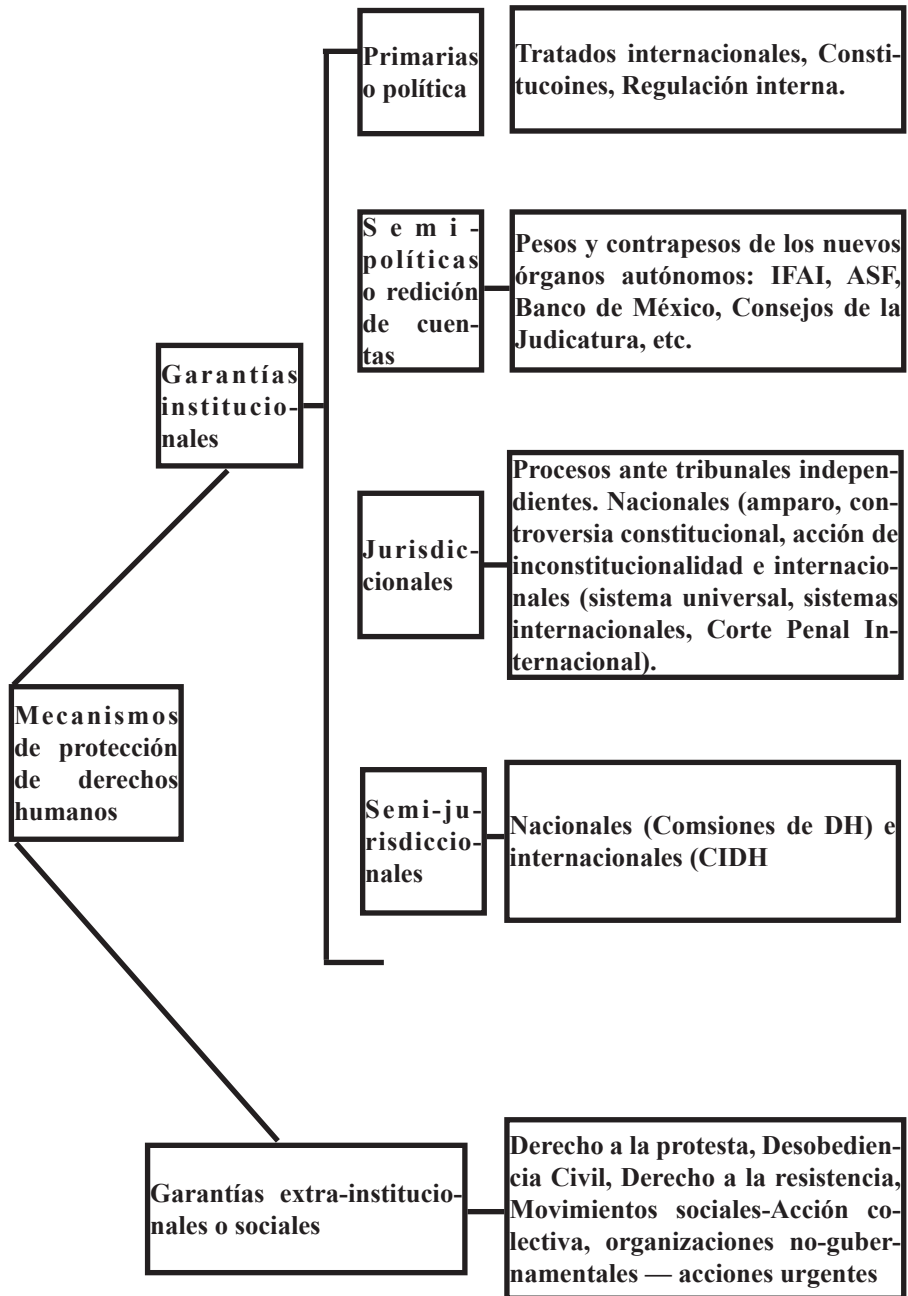 Primarias
o política
Tratados internacionales, Consti-
tucoines, Regulación interna.
Semi-
políticas
o redición
de cuen-
tas
Pesos y contrapesos de los nuevos
órganos autónomos: IFAI, ASF,
Banco de México, Consejos de la
Judicatura, etc.
Garantías
institucio-
nales
Jurisdic-
cionales
Procesos ante tribunales indepen-
dientes. Nacionales (amparo, con-
troversia constitucional, acción de
inconstitucionalidad e internacio-
nales (sistema universal, sistemas
internacionales, Corte Penal In-
ternacional).
Mecanismos
de protección
de derechos
humanos
Semi-ju-
risdiccio-
nales
Nacionales (Comsiones de DH) e
internacionales (CIDH
Garantías extra-institucio-
nales o sociales
Derecho a la protesta, Desobedien-
cia Civil, Derecho a la resistencia,
Movimientos sociales-Acción co-
lectiva, organizaciones no-guber-
namentales — acciones urgentes